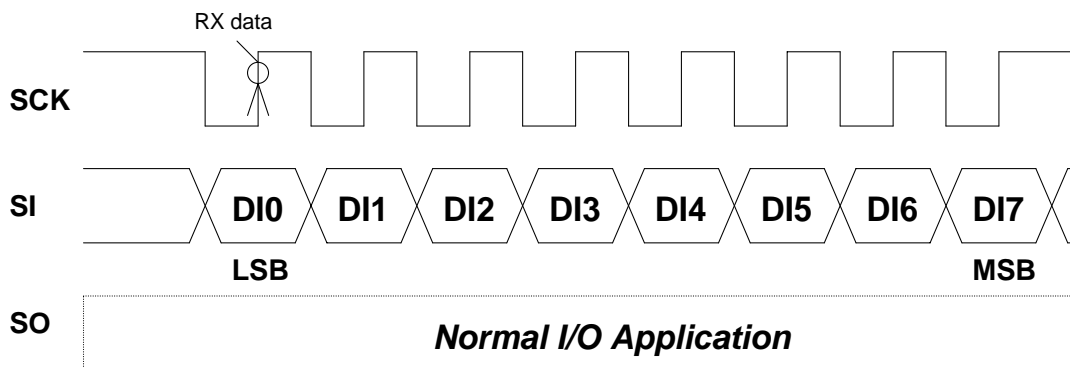 RX data
SCK
SI
DI0 DI1 DI2 DI3 DI4 DI5 DI6 DI7
LSB MSB
SO
Normal I/O Application